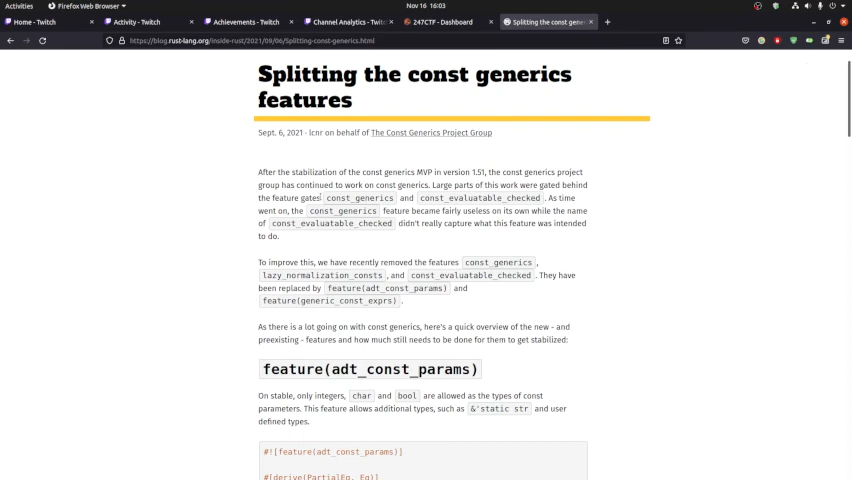 Activities Firefox Web Browser Nov 16 16:03
Home - Twitch Activity - Twitch Achievements - Twitch Channel Analytics - Twitc 247CTF - Dashboard Splitting the const gene
https://blog.rust-lang.org/inside-rust/2021/09/06/Splitting-const-generics.html
Splitting the const generics
features
Sept. 6, 2021 · lcnr on behalf of The Const Generics Project Group
After the stabilization of the const generics MVP in version 1.51, the const generics project
group has continued to work on const generics. Large parts of this work were gated behind
the feature gates const_generics and const_evaluatable_checked. As time
went on, the const_generics feature became fairly useless on its own while the name
of const_evaluatable_checked didn't really capture what this feature was intended
to do.
To improve this, we have recently removed the features const_generics,
lazy_normalization_consts, and const_evaluatable_checked. They have
been replaced by feature(adt_const_params) and
feature(generic_const_exprs).
As there is a lot going on with const generics, here's a quick overview of the new - and
preexisting - features and how much still needs to be done for them to get stabilized:
feature(adt_const_params)
On stable, only integers, char and bool are allowed as the types of const
parameters. This feature allows additional types, such as &'static str and user
defined types.
#![feature(adt_const_params)]
#[derive(PartialEq, Eq)]